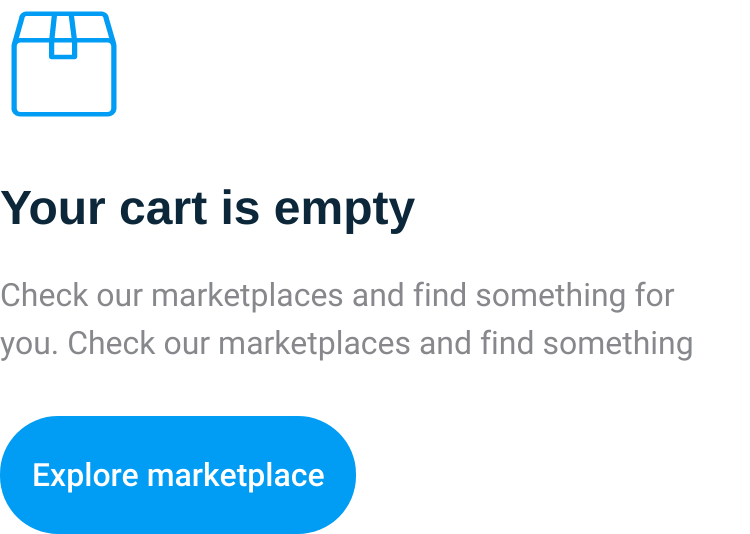 Your cart is empty
Check our marketplaces and find something for
you. Check our marketplaces and find something
Explore marketplace